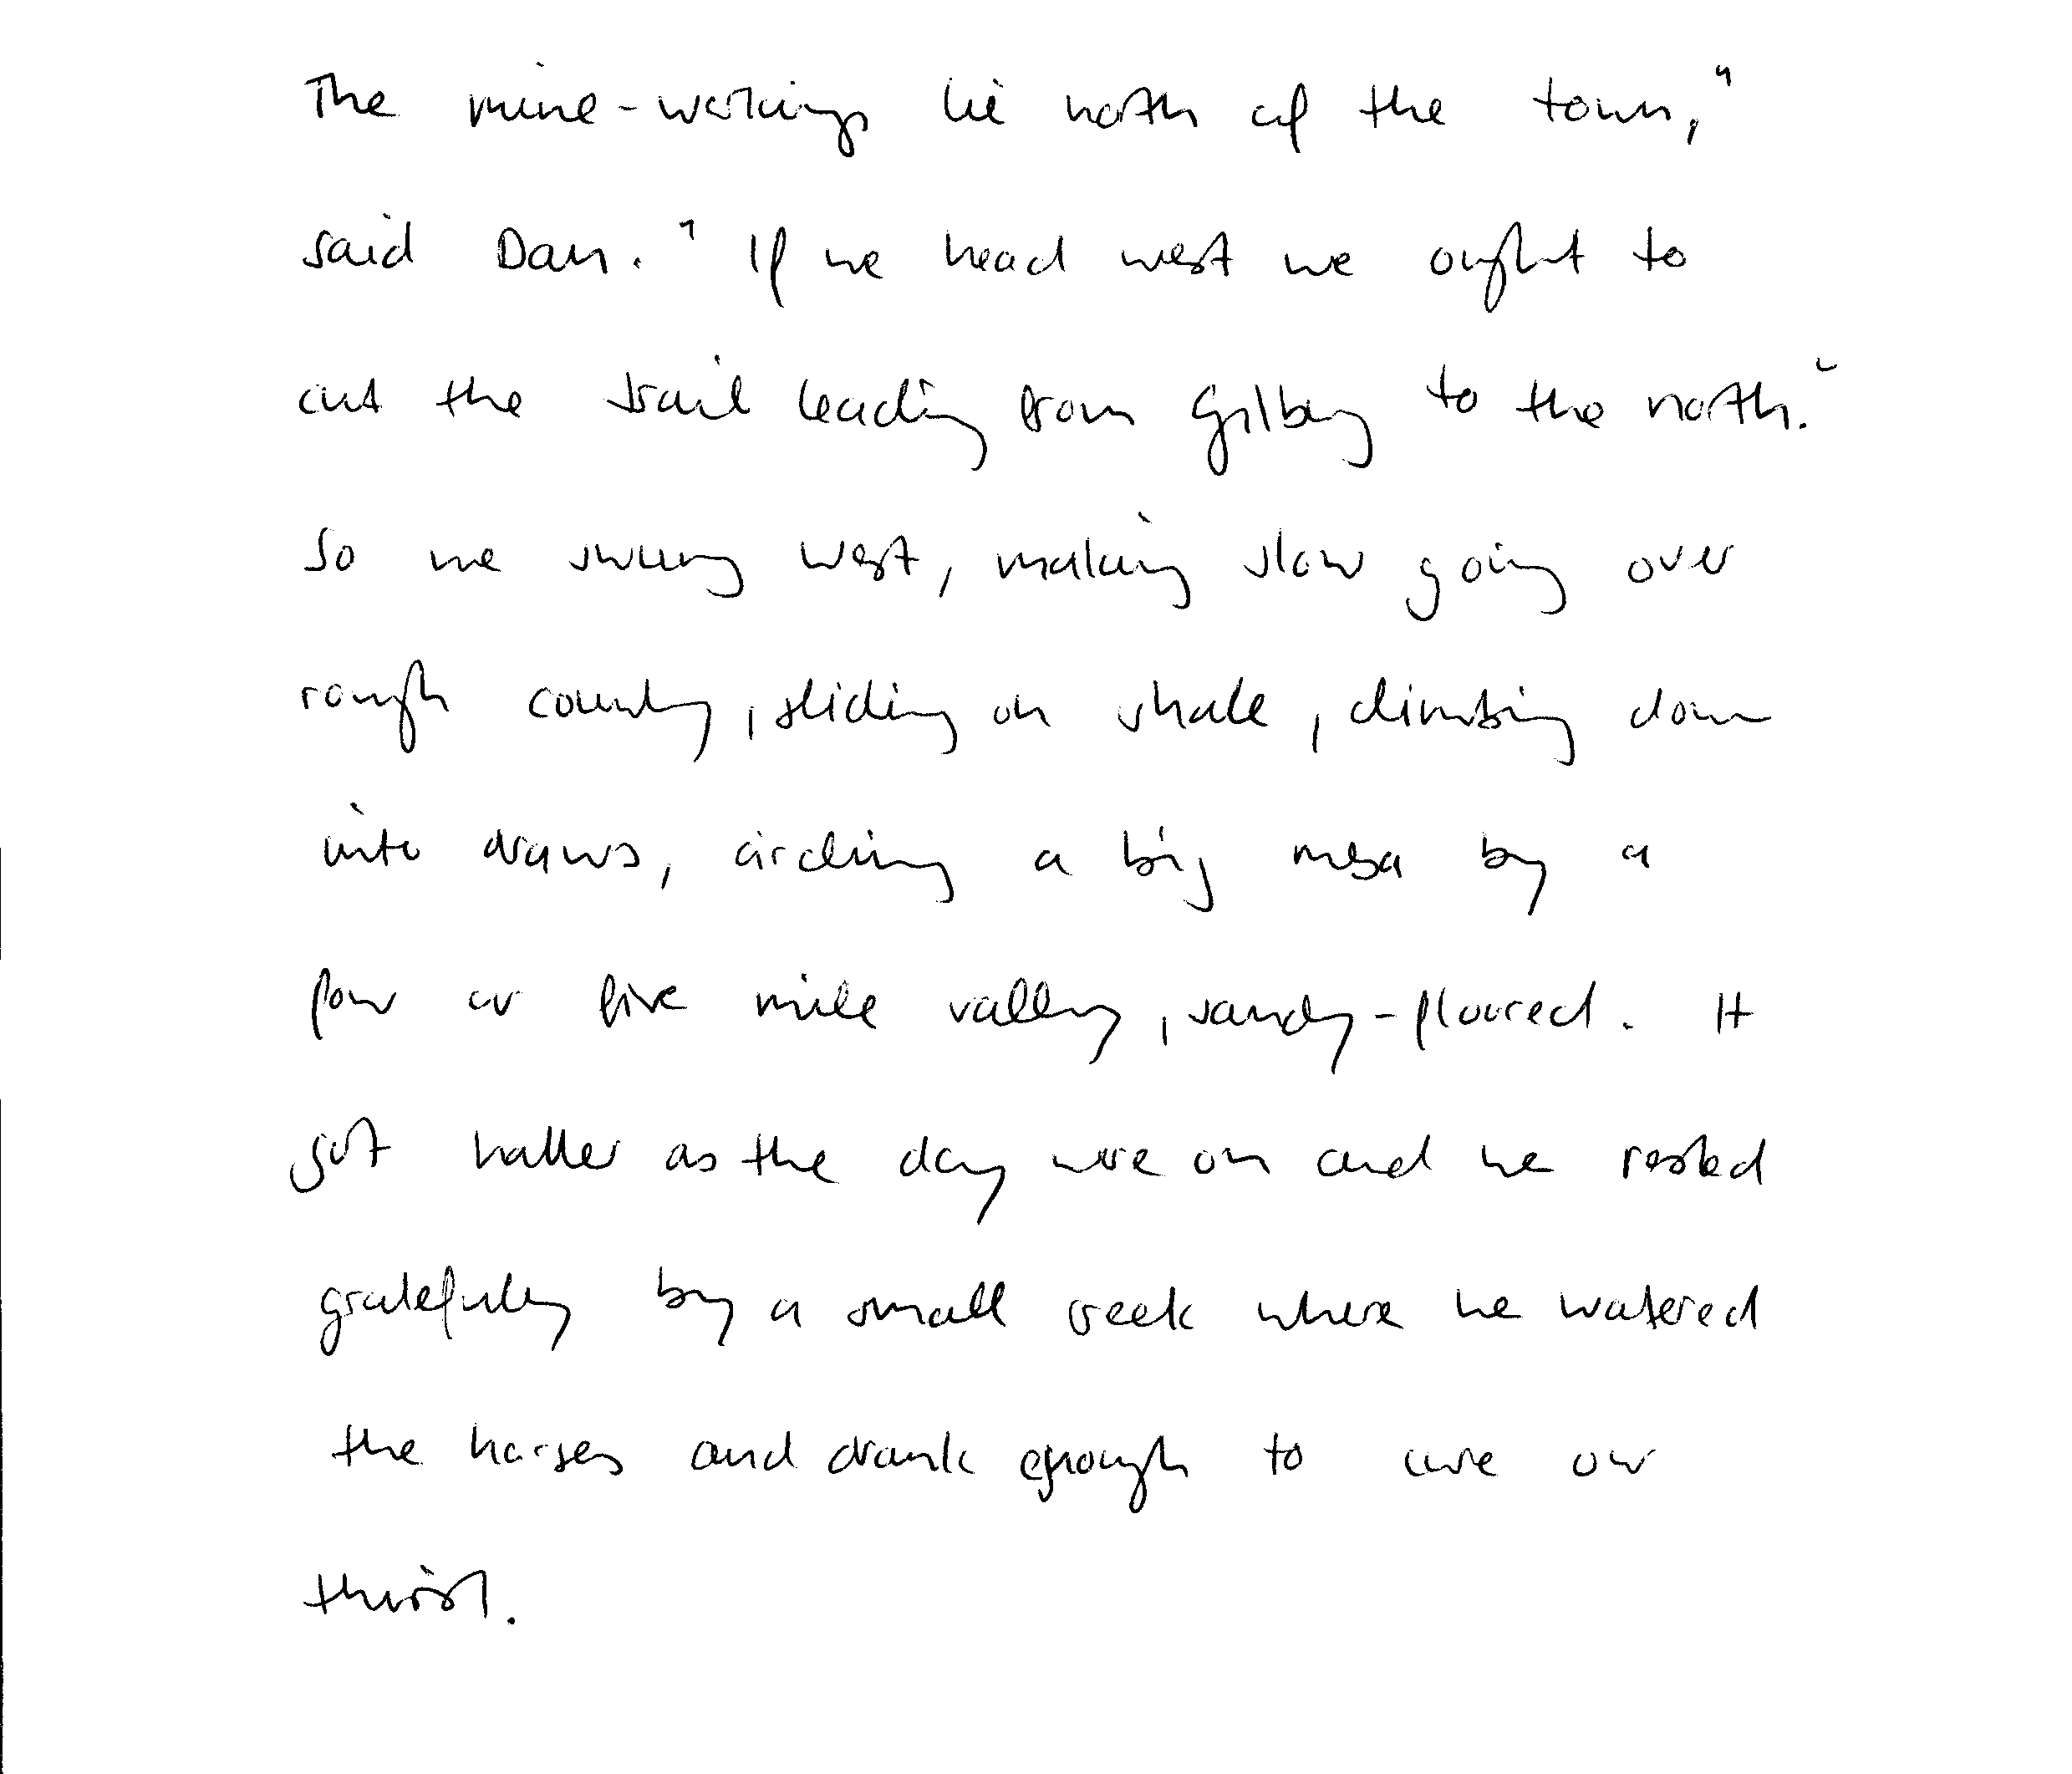 The mine-workings lie north of the town,"
said Dan. "If we head west we ought to
cut the trail leading from Gilbey to the north."
So we swung west, making slow going over
rough country, sliding on shale, climbing down
into draws, circling a big mesa by a
four or five mile valley, sandy-floored. It
got hotter as the day wore on and we rested
gratefully by a small creek where we watered
the horses and drank enough to cure our
thirst.